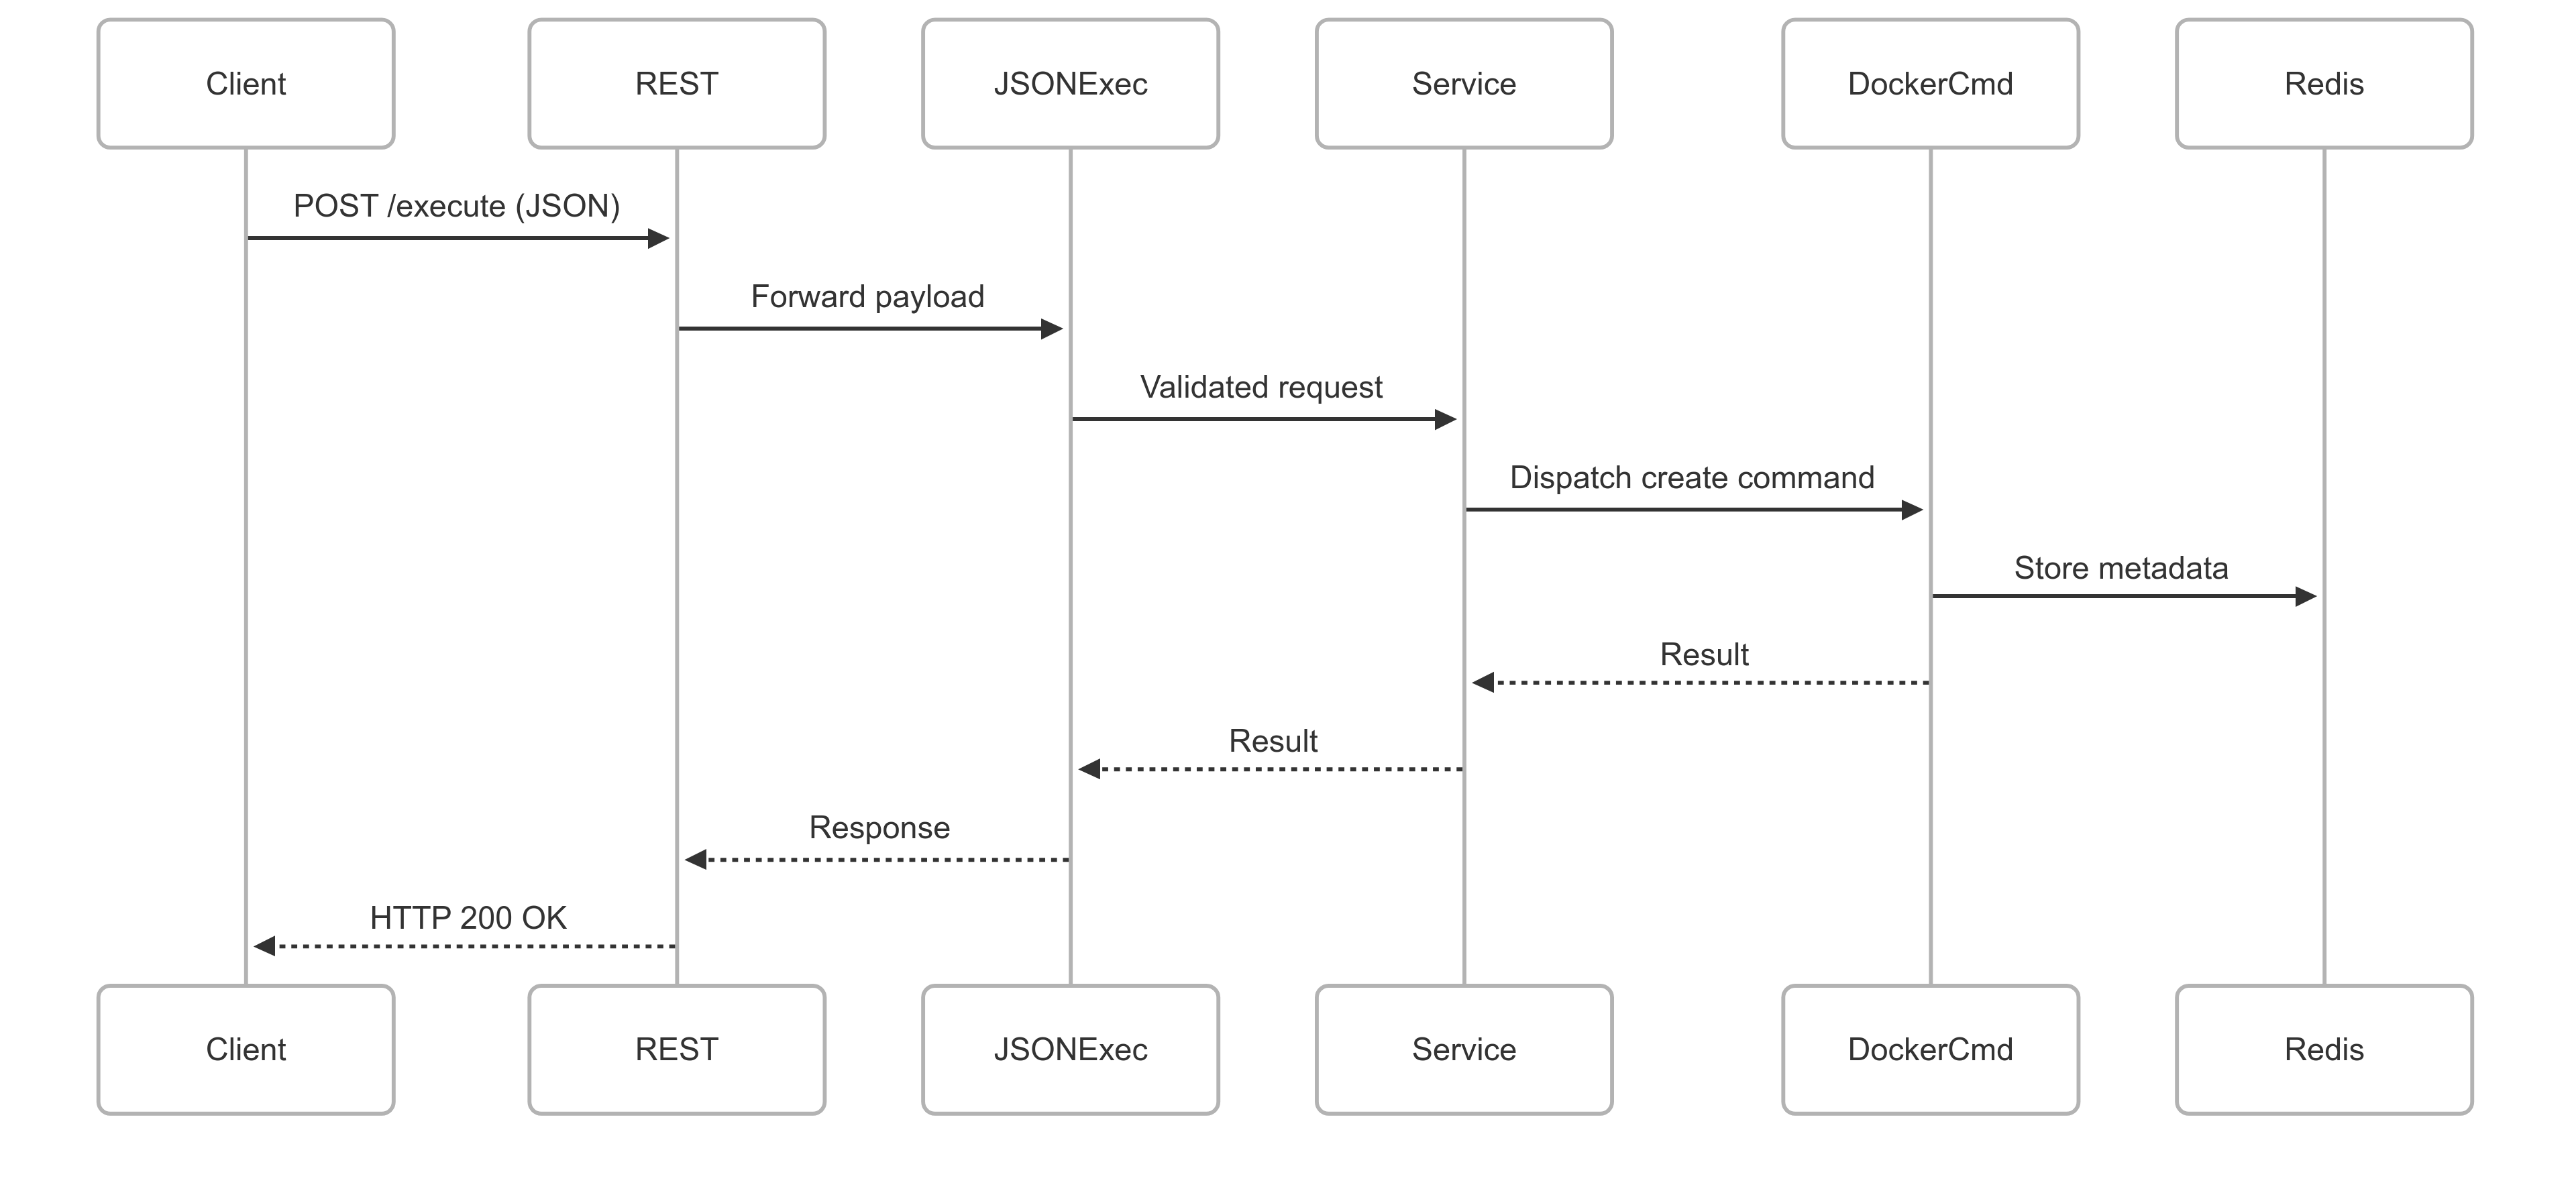 Client
REST
JSONExec
Service
DockerCmd
Redis
POST /execute (JSON)
Forward payload
Validated request
Dispatch create command
Store metadata
Result
Result
Response
HTTP 200 OK
Client
REST
JSONExec
Service
DockerCmd
Redis